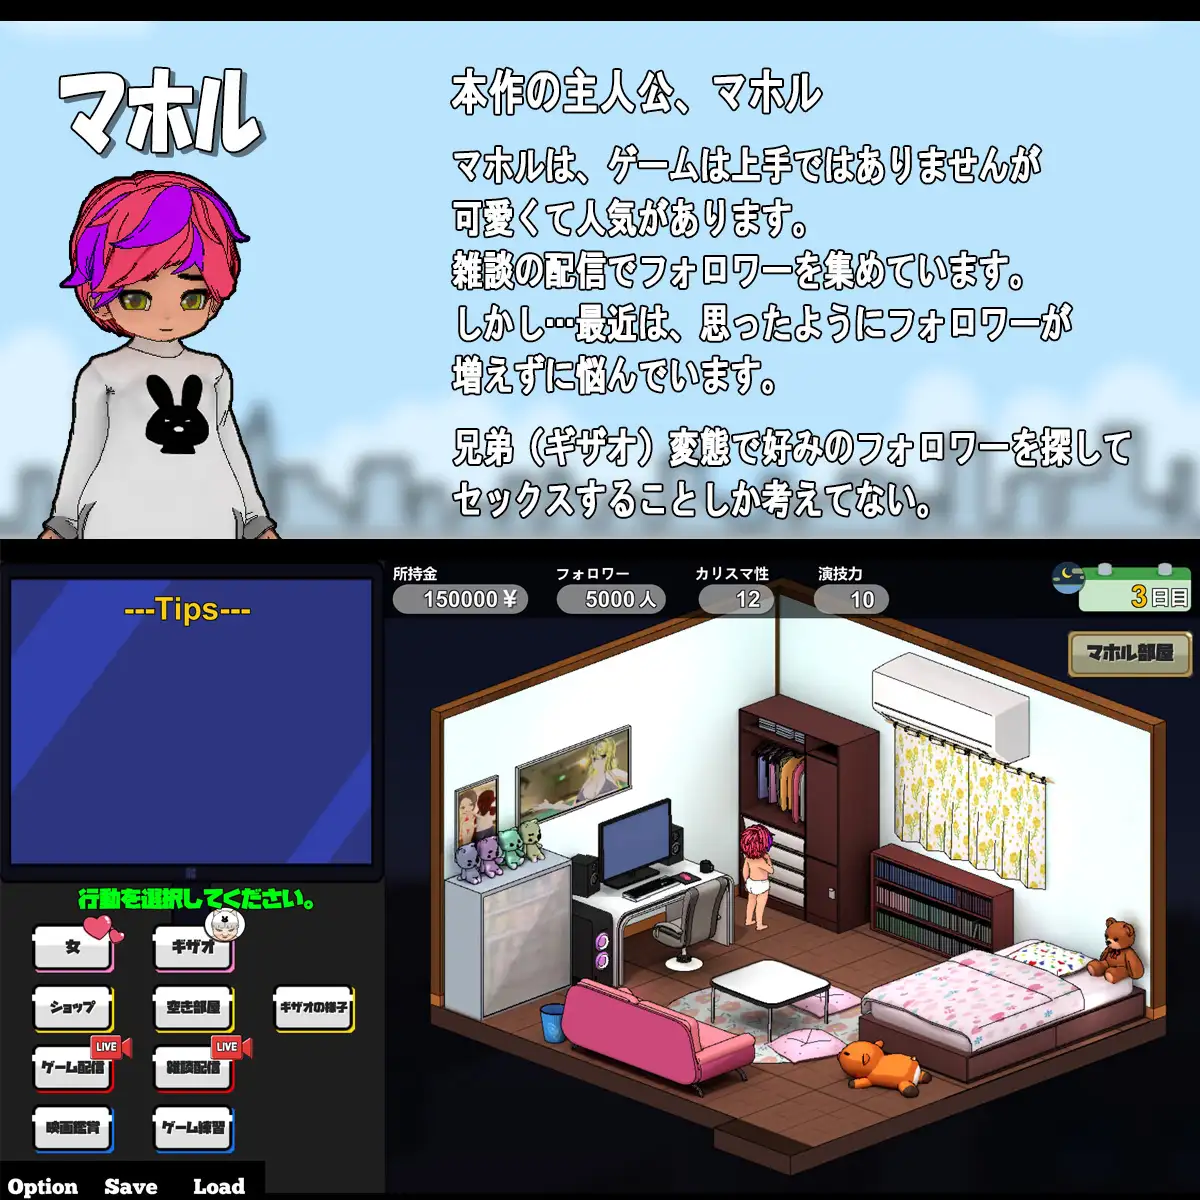 マホル
本作の主人公、マホル
マホルは、ゲームは上手ではありませんが
可愛くて人気があります。
雑談の配信でフォロワーを集めています。
しかし…最近は、思ったようにフォロワーが
増えずに悩んでいます。
兄弟（ギザオ）変態で好みのフォロワーを探して
セックスすることしか考えてない。
---Tips---
所持金
フォロワー
カリスマ性
演技力
150000 ¥
5000 人
12
10
3日目
マホル部屋
行動を選択してください。
女
ギザオ
ショップ
空き部屋
ギザオの様子
LIVE
LIVE
ゲーム配信
雑談配信
映画鑑賞
ゲーム練習
Option
Save
Load